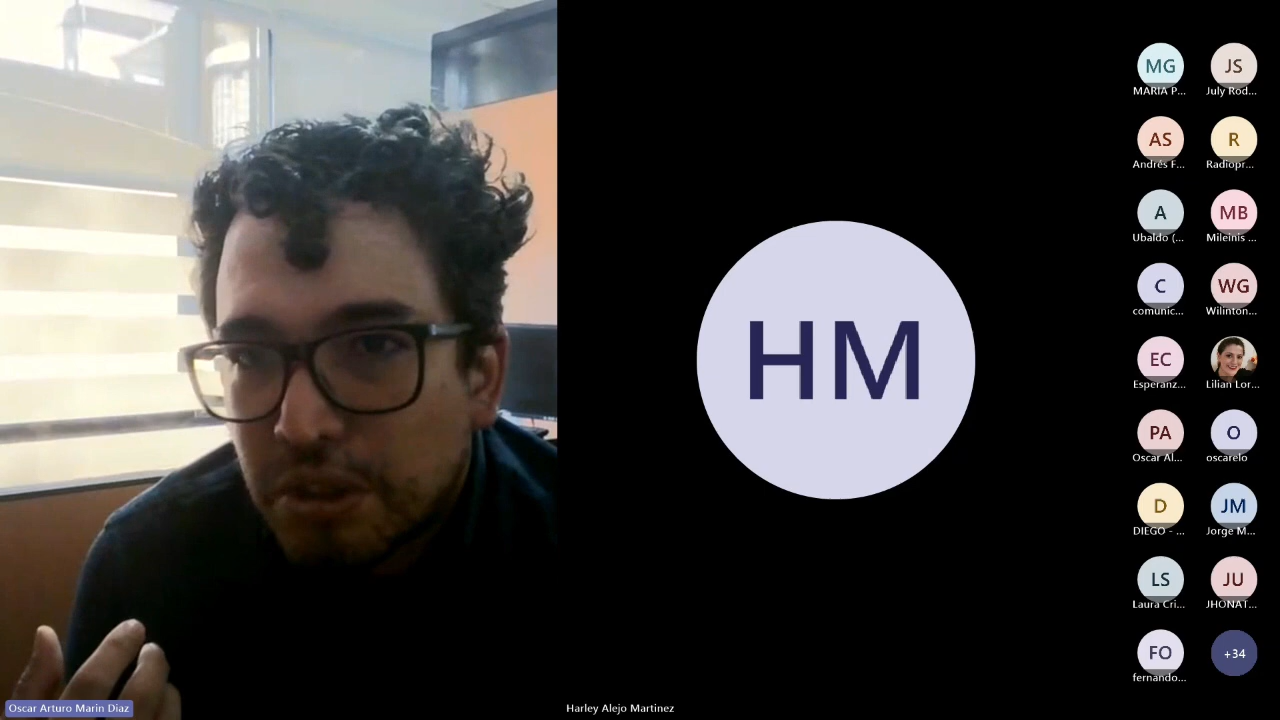 MG
MARIA P...
JS
July Rod...
AS
Andrés F...
R
Radiopr...
A
Ubaldo (...
MB
Mileinis ...
C
comunic...
WG
Wilinton...
EC
Esperanz...
Lilian Lor...
PA
Oscar Al...
O
oscarelo
D
DIEGO - ...
JM
Jorge M...
LS
Laura Cri...
JU
JHONAT...
FO
fernando...
+34
HM
Oscar Arturo Marin Diaz
Harley Alejo Martinez